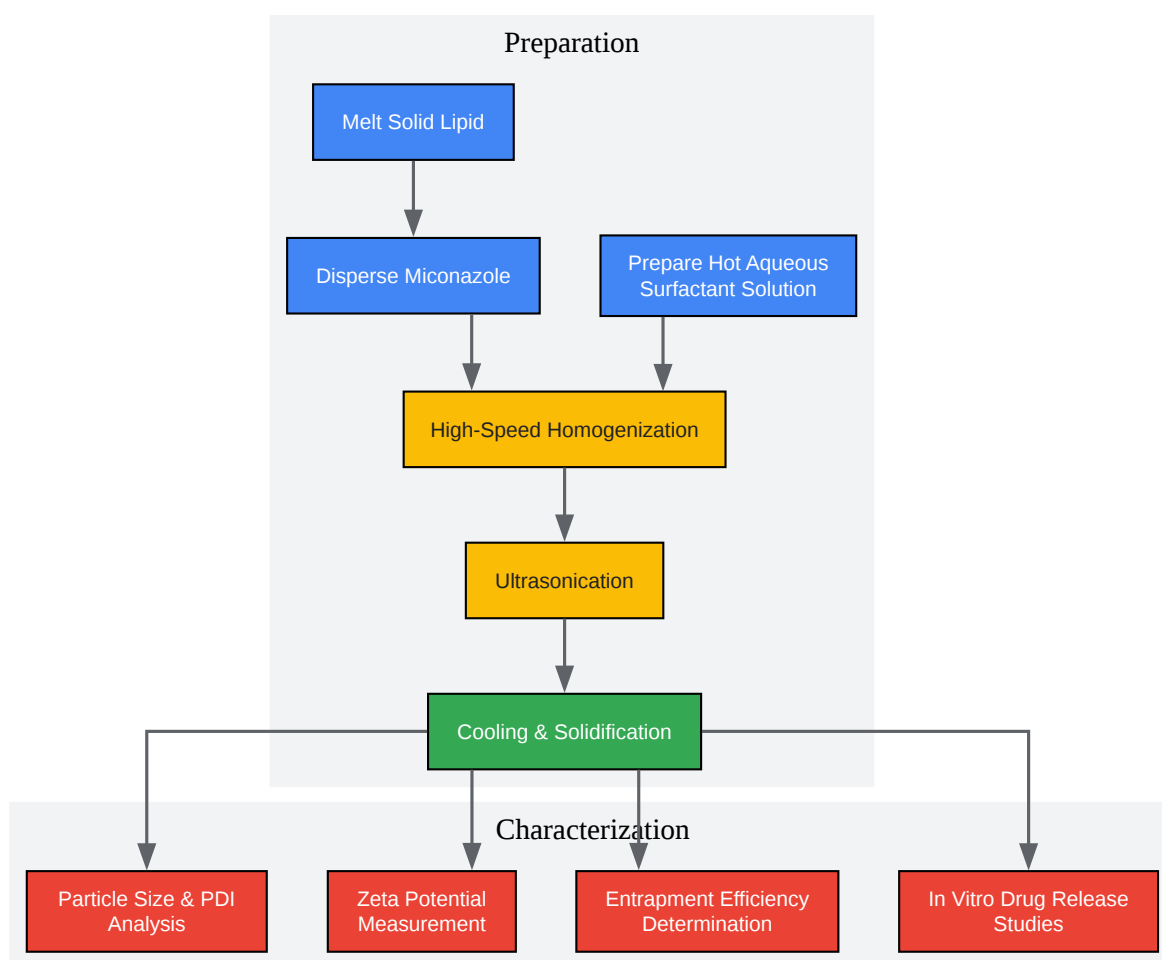 Preparation
Melt Solid Lipid
Disperse Miconazole
Prepare Hot Aqueous
Surfactant Solution
High-Speed Homogenization
Ultrasonication
Cooling & Solidification
Characterization
Particle Size & PDI
Analysis
Zeta Potential
Measurement
Entrapment Efficiency
Determination
In Vitro Drug Release
Studies